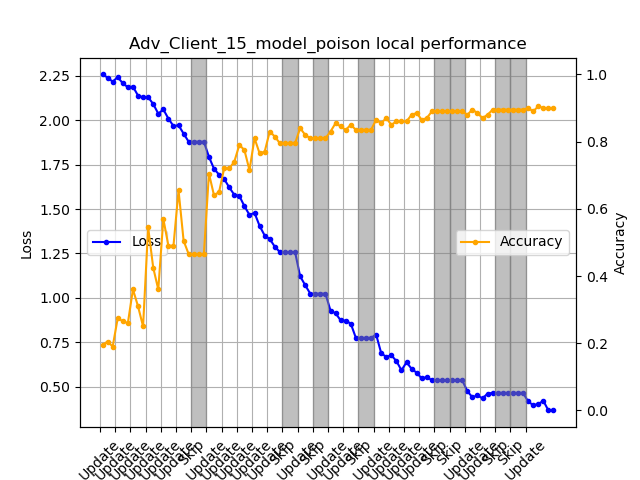 Adv_Client_15_model_poison local performance
2.25
2.00
1.75
1.50
1.25
1.00
0.75
0.50
Loss
Loss
Accuracy
1.0
0.8
0.6
0.4
0.2
0.0
Accuracy
Update
Update
Update
Update
Update
Update
Skip
Update
Update
Update
Update
Update
Skip
Update
Skip
Update
Update
Skip
Update
Update
Update
Update
Skip
Skip
Update
Update
Skip
Skip
Update